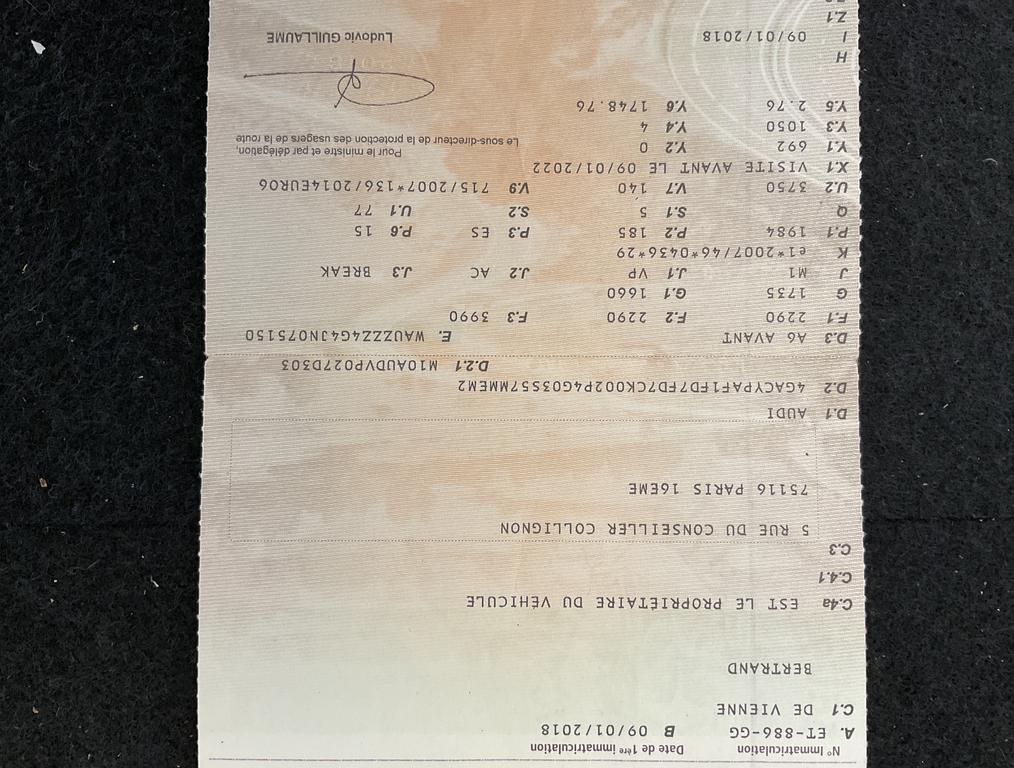 N° Immatriculation Date de 1ère immatriculation
A. ET-886-GG B 09/01/2018
C.1 DE VIENNE
BERTRAND
C.4a EST LE PROPRIÉTAIRE DU VÉHICULE
C.4.1
C.3
5 RUE DU CONSEILLER COLLIGNON
75116 PARIS 16EME
D.1 AUDI
D.2 4GACYPAF1FD7FD7CK002P4G03S57MMEM2
D.2.1 M10AUDVP027D303
D.3 A6 AVANT E. WAUZZZ4G4JN075150
F.1 2290 F.2 2290 F.3 3990
G 1735 G.1 1660
J M1 J.1 VP J.2 AC J.3 BREAK
K e1*2007/46*0436*29
P.1 1984 P.2 185 P.3 ES P.6 15
Q S.1 5 S.2 U.1 77
U.2 3750 V.7 140 V.9 715/2007*136/2014EURO6
X.1 VISITE AVANT LE 09/01/2022
Y.1 692 Y.2 0
Y.3 1050 Y.4 4
Y.5 2.76 Y.6 1748.76
Pour le ministre et par délégation,
Le sous-directeur de la protection des usagers de la route
H
I 09/01/2018
Ludovic GUILLAUME
Z.1